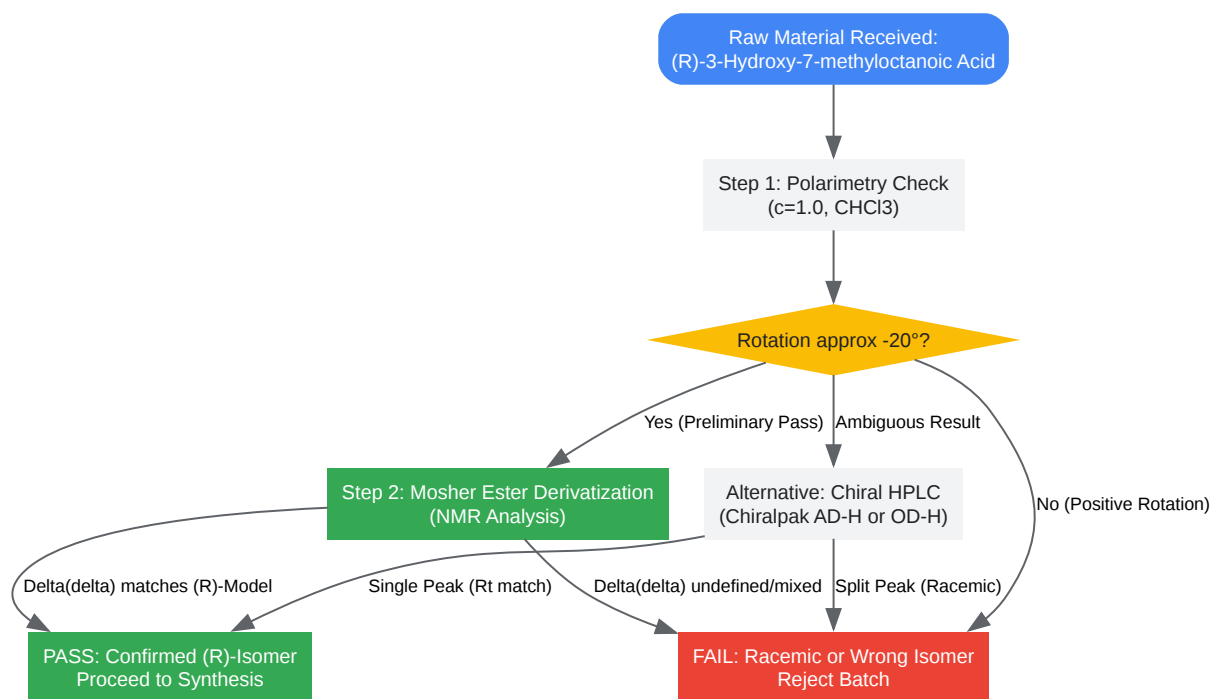 Raw Material Received:
(R)-3-Hydroxy-7-methyloctanoic Acid
Step 1: Polarimetry Check
(c=1.0, CHCl3)
Rotation approx -20°?
Yes (Preliminary Pass)
Ambiguous Result
No (Positive Rotation)
Step 2: Mosher Ester Derivatization
(NMR Analysis)
Alternative: Chiral HPLC
(Chiralpak AD-H or OD-H)
Delta(delta) matches (R)-Model
Single Peak (Rt match)
Delta(delta) undefined/mixed
Split Peak (Racemic)
PASS: Confirmed (R)-Isomer
Proceed to Synthesis
FAIL: Racemic or Wrong Isomer
Reject Batch